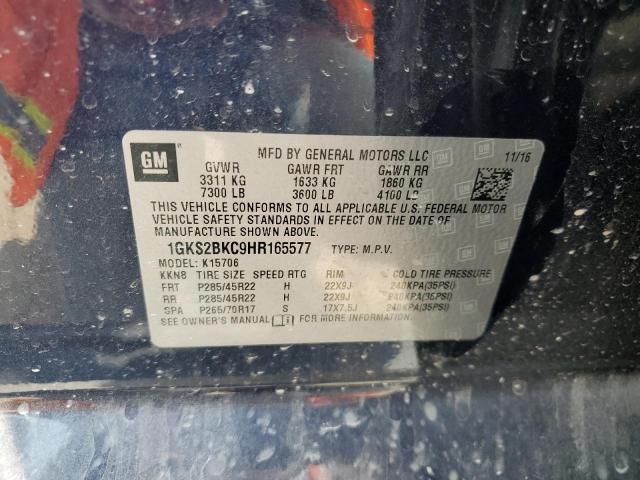 GM ®
MFD BY GENERAL MOTORS LLC 11/16
GVWR GAWR FRT GAWR RR
3311 KG 1633 KG 1860 KG
7300 LB 3600 LB 4100 LB
THIS VEHICLE CONFORMS TO ALL APPLICABLE U.S. FEDERAL MOTOR
VEHICLE SAFETY STANDARDS IN EFFECT ON THE DATE OF
MANUFACTURE SHOWN ABOVE.
1GKS2BKC9HR165577 TYPE: M.P.V.
MODEL: K15706
KKN8 TIRE SIZE SPEED RTG RIM COLD TIRE PRESSURE
FRT P285/45R22 H 22X9J 240KPA(35PSI)
RR P285/45R22 H 22X9J 240KPA(35PSI)
SPA P265/70R17 S 17X7.5J 240KPA(35PSI)
SEE OWNER'S MANUAL FOR MORE INFORMATION.